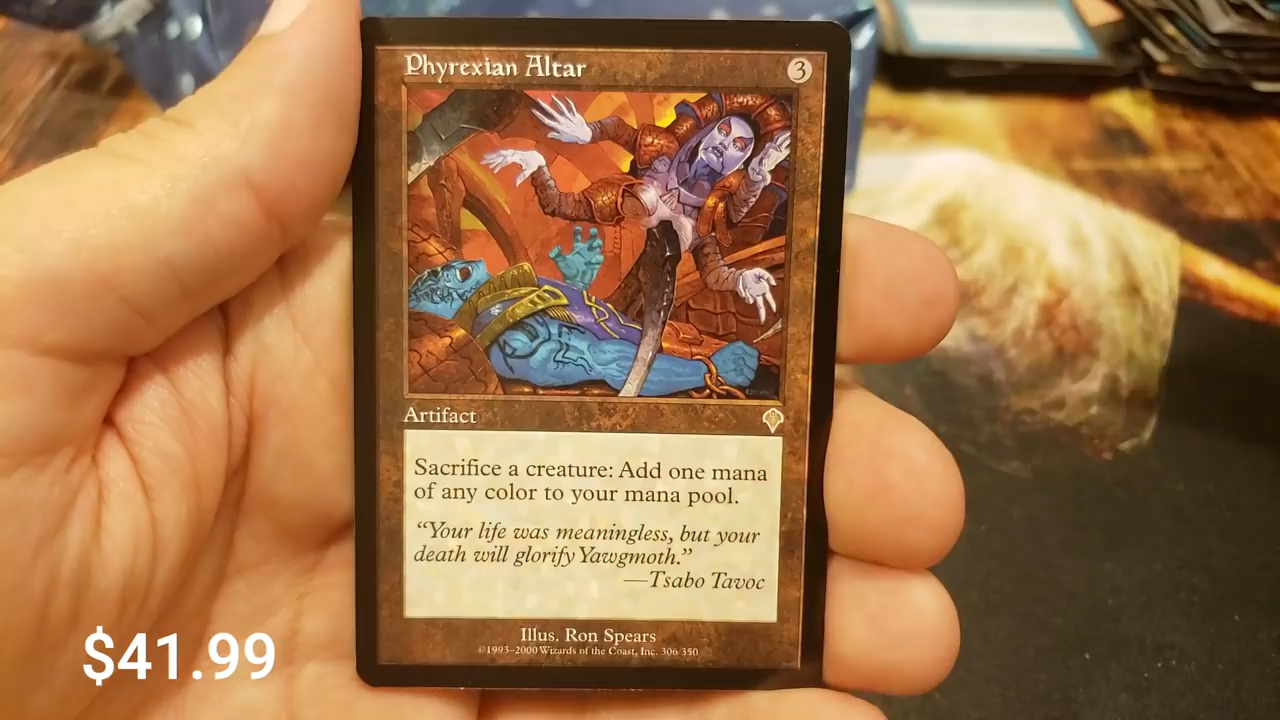 Phyrexian Altar
3
Artifact
Sacrifice a creature: Add one mana
of any color to your mana pool.
“Your life was meaningless, but your
death will glorify Yawgmoth.”
—Tsabo Tavoc
Illus. Ron Spears
©1993–2000 Wizards of the Coast, Inc. 306/350
$41.99